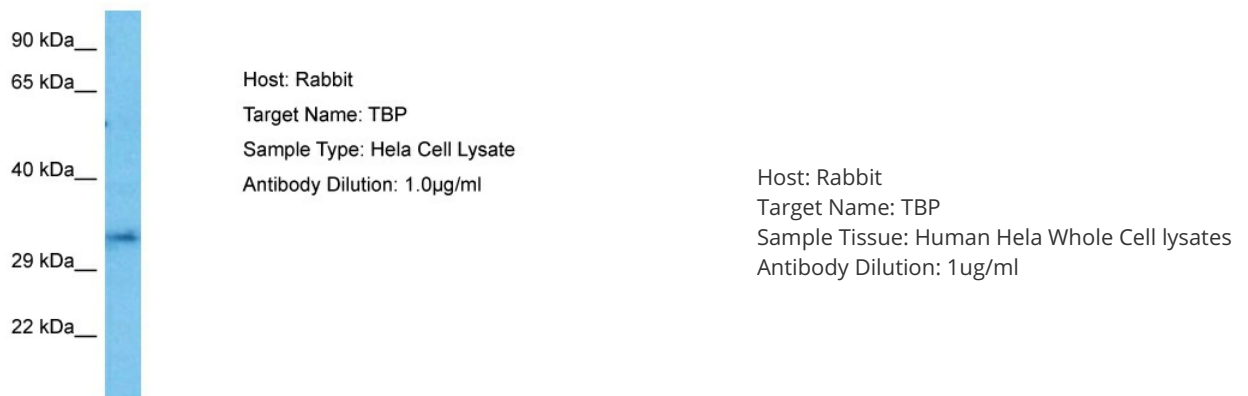 90 kDa__
65 kDa__
40 kDa__
29 kDa__
22 kDa__
Host: Rabbit
Target Name: TBP
Sample Type: Hela Cell Lysate
Antibody Dilution: 1.0µg/ml
Host: Rabbit
Target Name: TBP
Sample Tissue: Human Hela Whole Cell lysates
Antibody Dilution: 1ug/ml